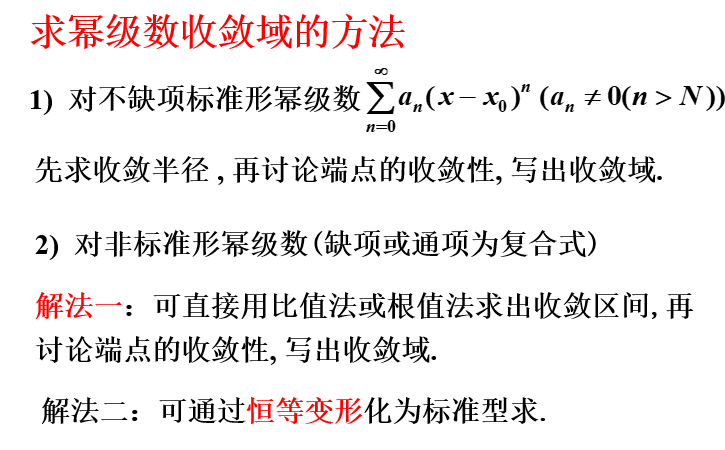 求幂级数收敛域的方法
1) 对不缺项标准形幂级数 $\sum_{n=0}^{\infty} a_n (x - x_0)^n$ $(a_n \neq 0 (n > N))$
先求收敛半径 , 再讨论端点的收敛性, 写出收敛域.
2) 对非标准形幂级数(缺项或通项为复合式)
解法一：可直接用比值法或根值法求出收敛区间, 再
讨论端点的收敛性, 写出收敛域.
解法二：可通过恒等变形化为标准型求.